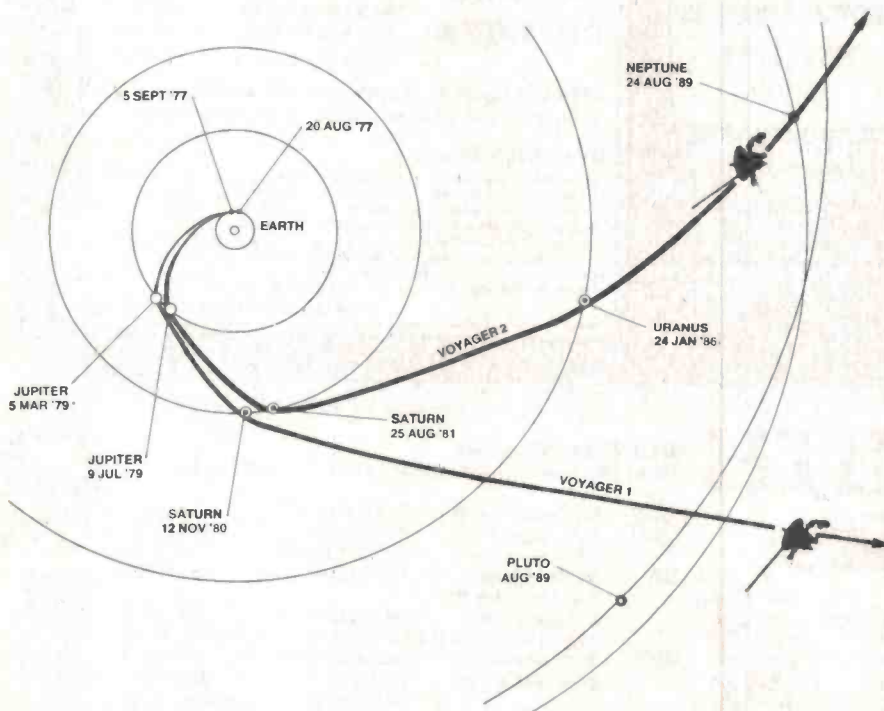 5 SEPT '77
20 AUG '77
EARTH
NEPTUNE
24 AUG '89
VOYAGER 2
URANUS
24 JAN '86
JUPITER
5 MAR '79
SATURN
25 AUG '81
JUPITER
9 JUL '79
VOYAGER 1
SATURN
12 NOV '80
PLUTO
AUG '89